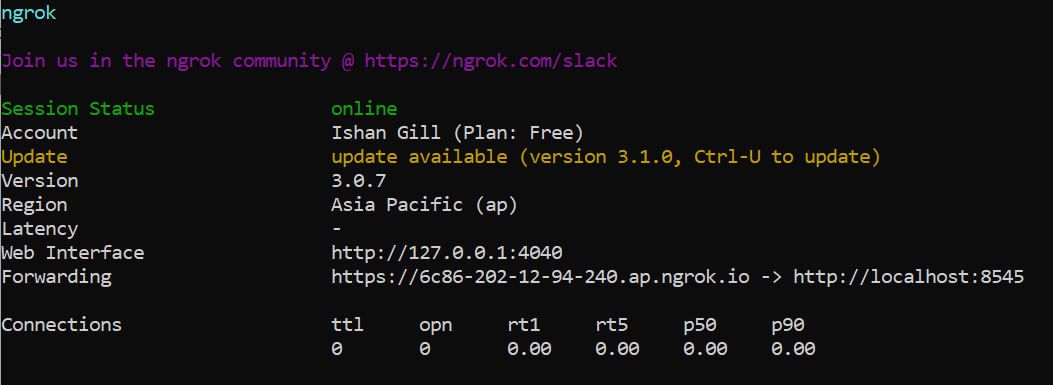 ngrok
Join us in the ngrok community @ https://ngrok.com/slack
Session Status online
Account Ishan Gill (Plan: Free)
Update update available (version 3.1.0, Ctrl-U to update)
Version 3.0.7
Region Asia Pacific (ap)
Latency -
Web Interface http://127.0.0.1:4040
Forwarding https://6c86-202-12-94-240.ap.ngrok.io -> http://localhost:8545
Connections ttl opn rt1 rt5 p50 p90
0 0 0.00 0.00 0.00 0.00